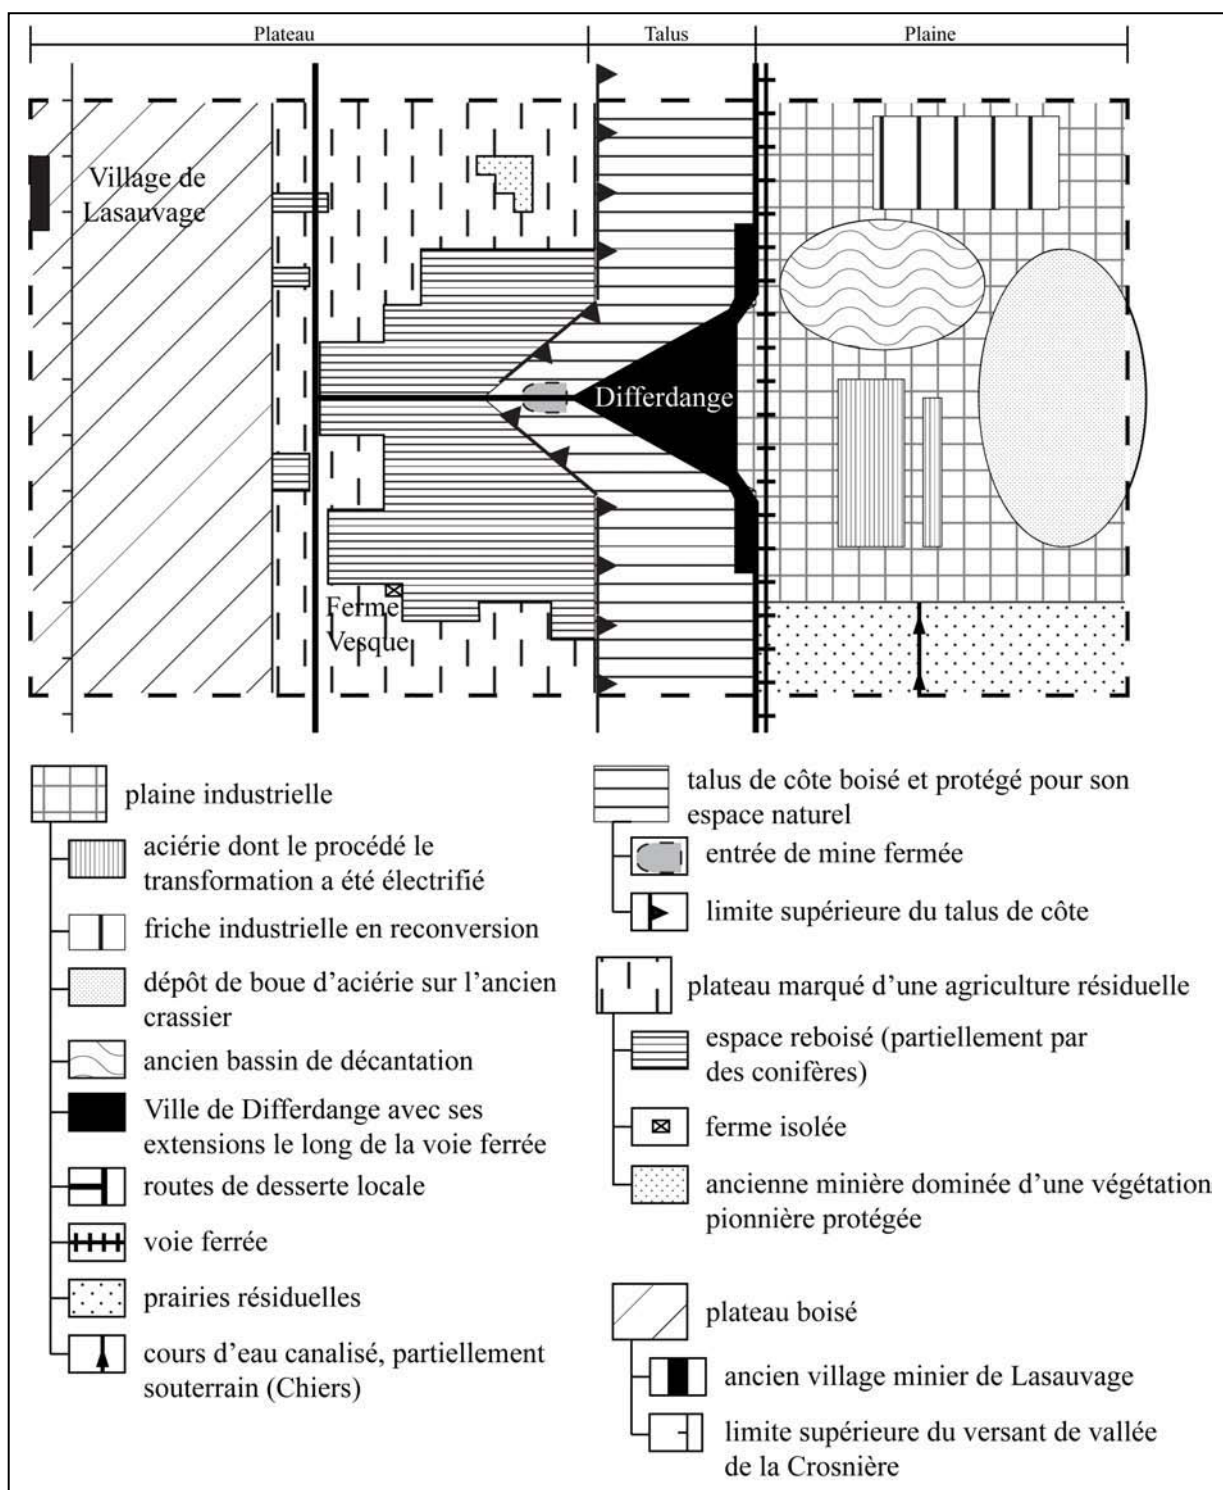 Plateau
Talus
Plaine
Village de
Lasauvage
Differdange
Ferme
Vesque
plaine industrielle
aciérie dont le procédé le
transformation a été électrifié
friche industrielle en reconversion
dépôt de boue d'aciérie sur l'ancien
crassier
ancien bassin de décantation
Ville de Differdange avec ses
extensions le long de la voie ferrée
routes de desserte locale
voie ferrée
prairies résiduelles
cours d'eau canalisé, partiellement
souterrain (Chiers)
talus de côte boisé et protégé pour son
espace naturel
entrée de mine fermée
limite supérieure du talus de côte
plateau marqué d'une agriculture résiduelle
espace reboisé (partiellement par
des conifères)
ferme isolée
ancienne minière dominée d'une végétation
pionnière protégée
plateau boisé
ancien village minier de Lasauvage
limite supérieure du versant de vallée
de la Crosnière